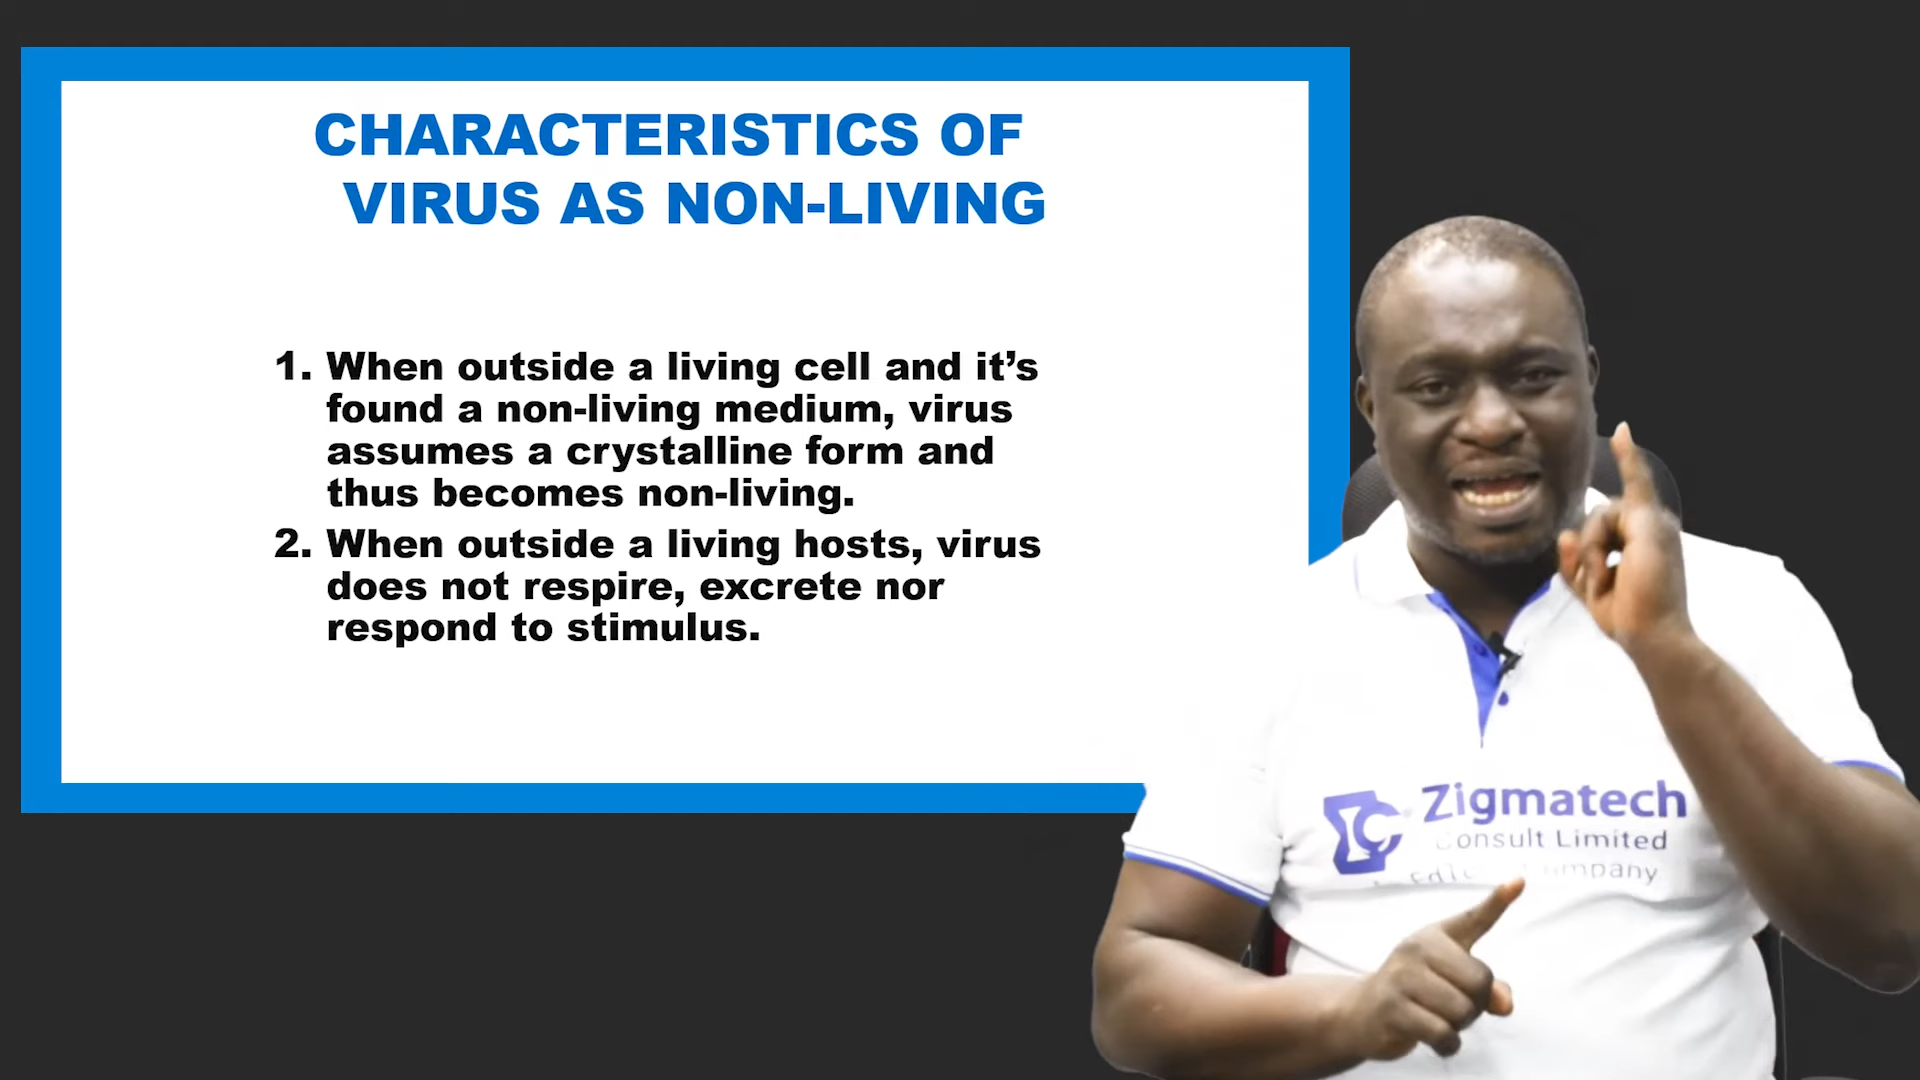 CHARACTERISTICS OF
VIRUS AS NON-LIVING
1. When outside a living cell and it’s
found a non-living medium, virus
assumes a crystalline form and
thus becomes non-living.
2. When outside a living hosts, virus
does not respire, excrete nor
respond to stimulus.
Zigmatech
Limited